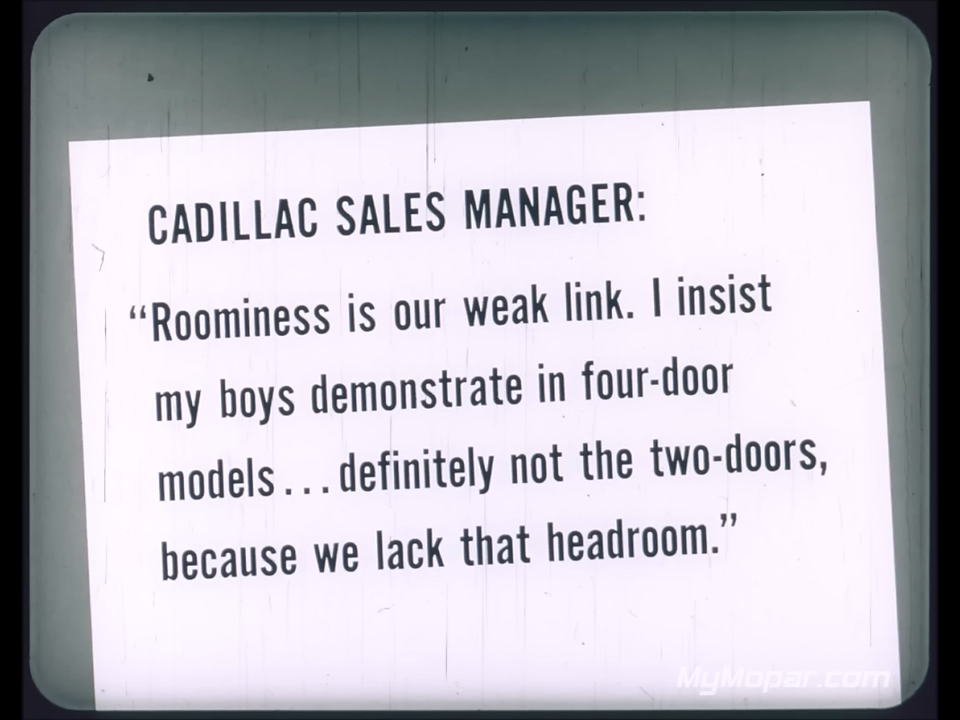 CADILLAC SALES MANAGER:
“Roominess is our weak link. I insist
my boys demonstrate in four-door
models...definitely not the two-doors,
because we lack that headroom.”
MyMopar.com